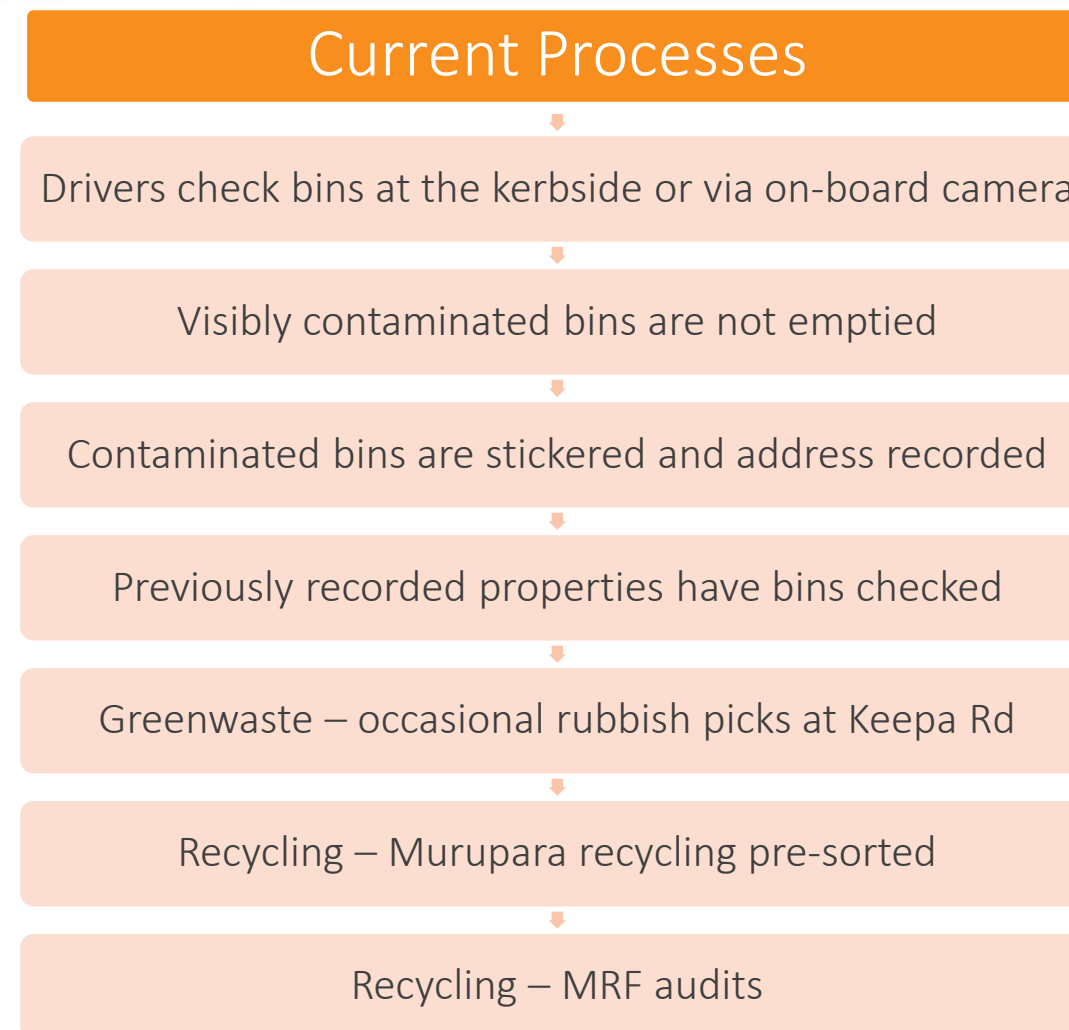 Current Processes
Drivers check bins at the kerbside or via on-board camera
Visibly contaminated bins are not emptied
Contaminated bins are stickered and address recorded
Previously recorded properties have bins checked
Greenwaste – occasional rubbish picks at Keepa Rd
Recycling – Murupara recycling pre-sorted
Recycling – MRF audits